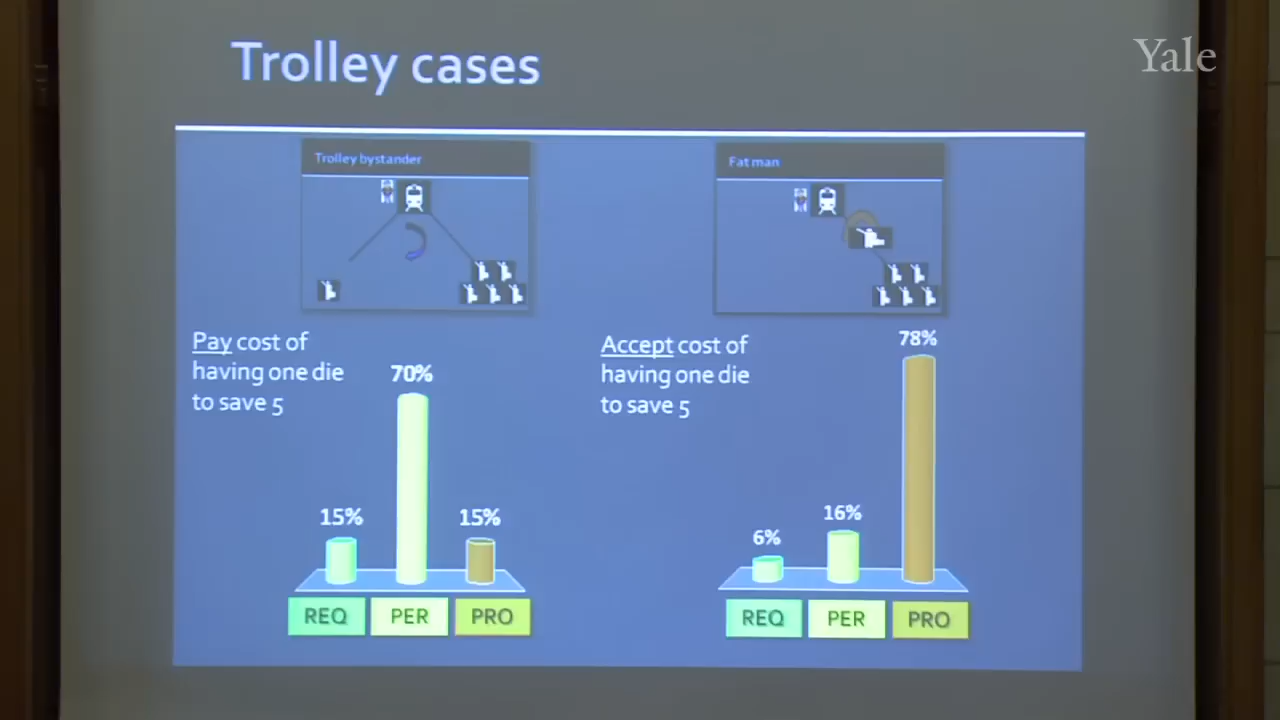 Trolley cases
Yale
Trolley bystander
Fat man
Pay cost of
having one die
to save 5
70%
15%
15%
REQ
PER
PRO
Accept cost of
having one die
to save 5
78%
6%
16%
REQ
PER
PRO